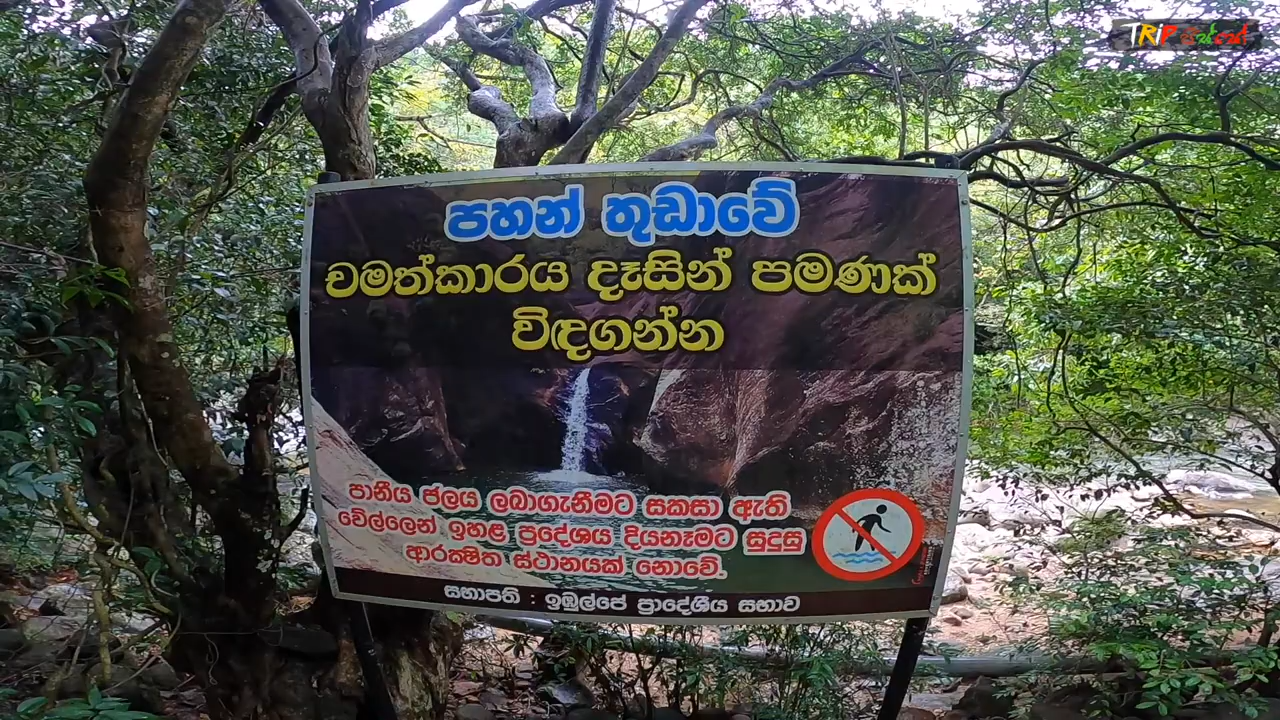 TRP
පහන් තුඩාවේ
චමත්කාරය දෑසින් පමණක්
විඳගන්න
පානීය ජලය ලබාගැනීමට සකසා ඇති
වේල්ලෙන් ඉහළ ප්‍රදේශය දියනෑමට සුදුසු
ආරක්ෂිත ස්ථානයක් නොවේ.
සභාපති : ඉඹුල්පේ ප්‍රාදේශිය සභාව